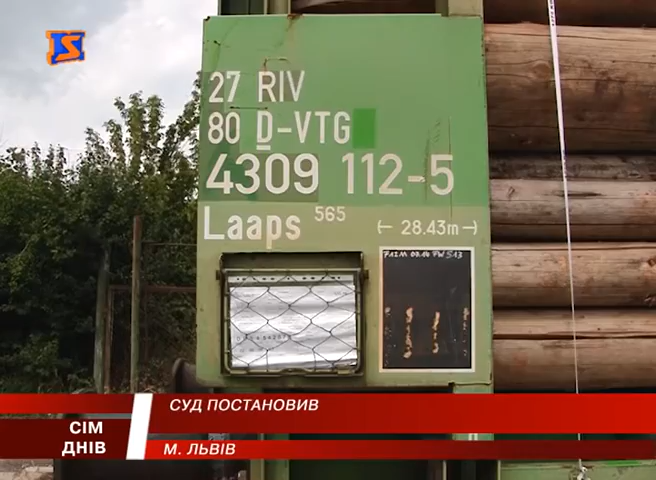 27 RIV
80 D-VTG
4309 112-5
Laaps 565
28.43m
СУД ПОСТАНОВИВ
СІМ
ДНІВ
М. ЛЬВІВ